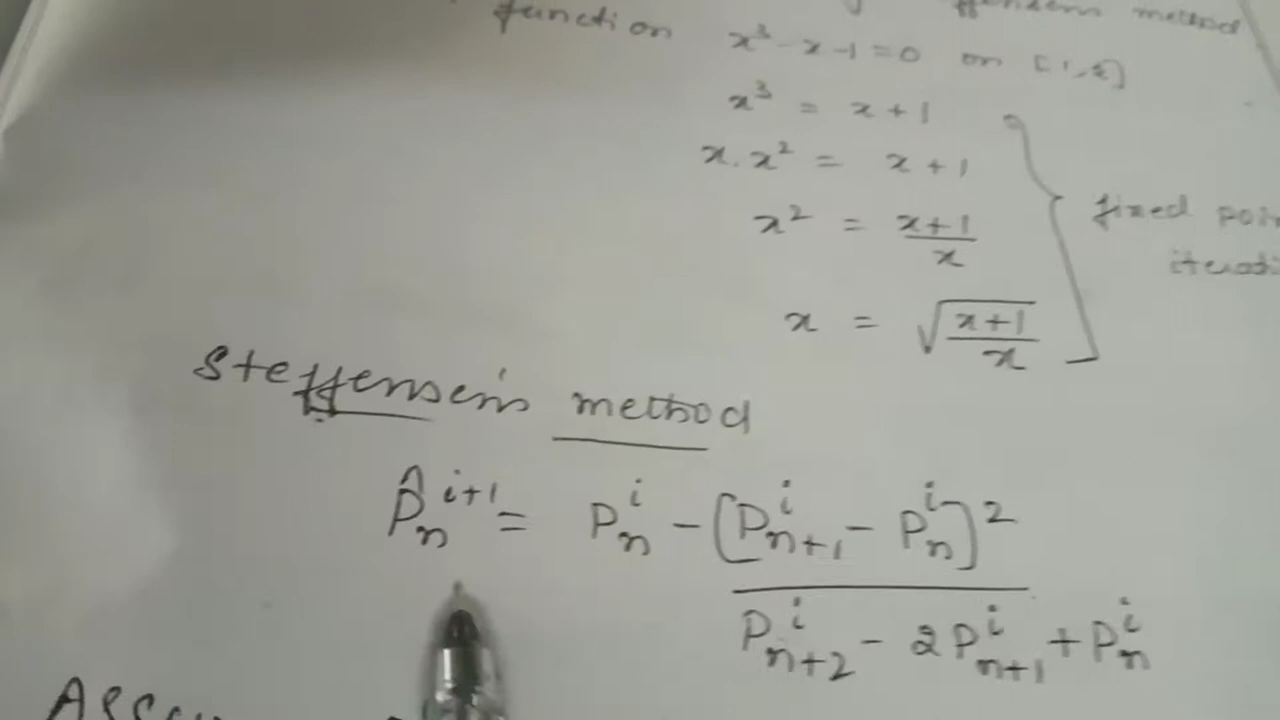 method
function x³ - x - 1 = 0 on [1,2]
x³ = x + 1
x . x² = x + 1
x² = (x+1)/x fixed
x = √((x+1)/x)
Steffensen's method
P̂ₙ^{i+1} = Pₙ^i - [Pₙ₊₁^i - Pₙ^i]² / (Pₙ₊₂^i - 2Pₙ₊₁^i + Pₙ^i)